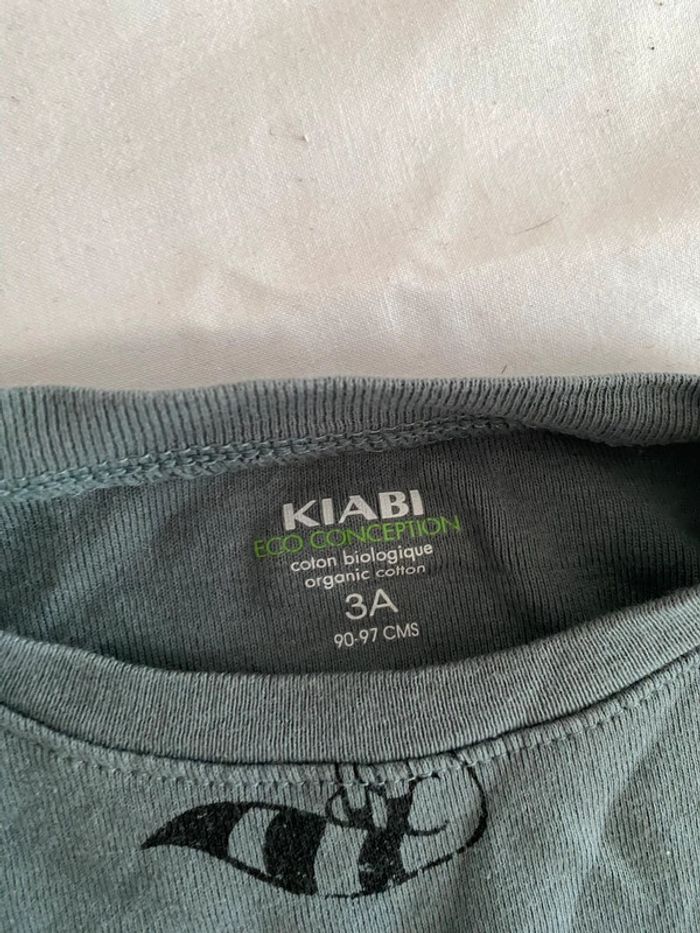 KIABI
ECO CONCEPTION
coton biologique
organic cotton
3A
90-97 CMS